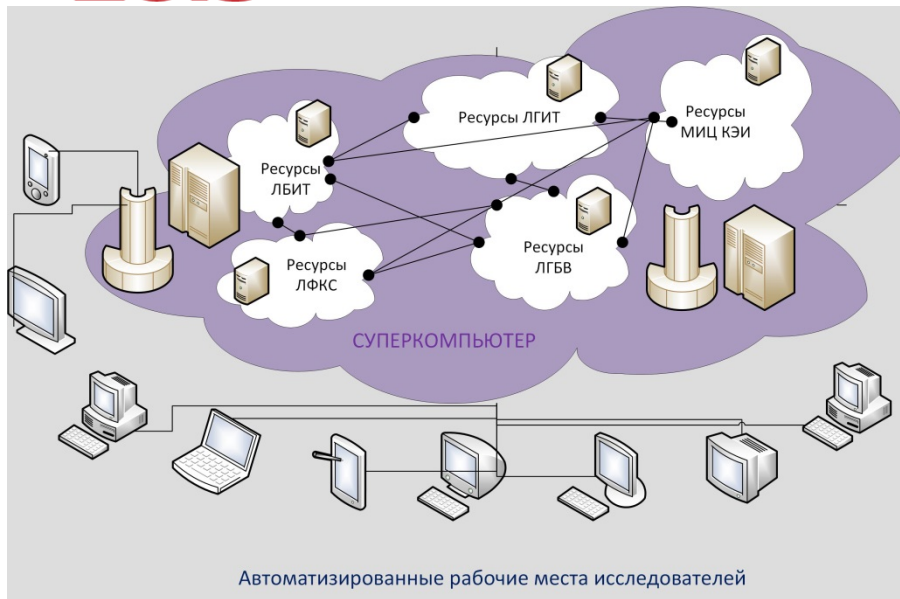 Ресурсы ЛГИТ
Ресурсы
МИЦ КЭИ
Ресурсы
ЛБИТ
Ресурсы
ЛФКС
Ресурсы
ЛГБВ
СУПЕРКОМПЬЮТЕР
Автоматизированные рабочие места исследователей